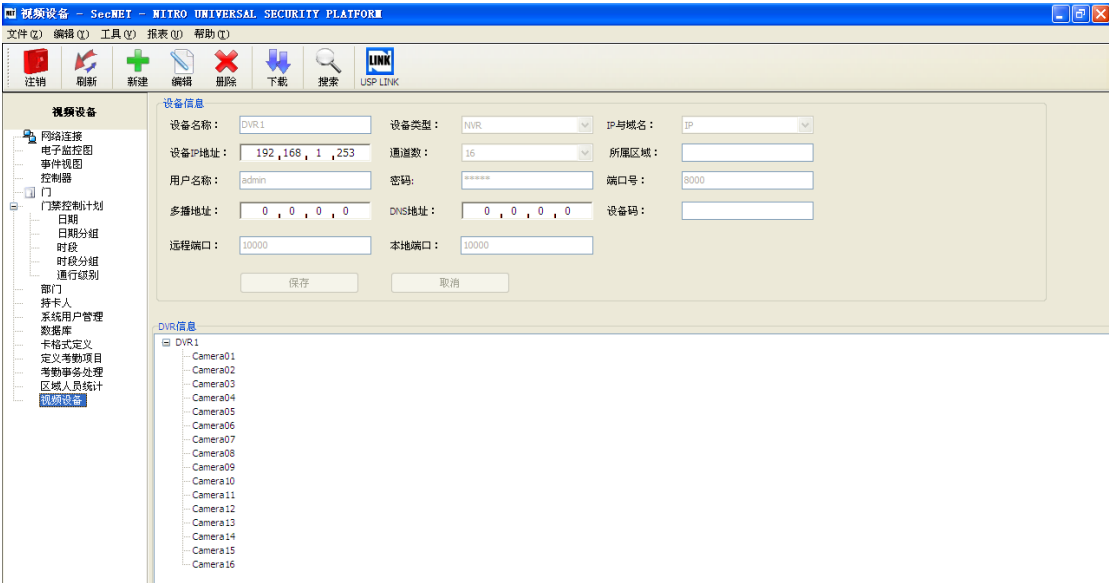 视频设备 - SecNET - NITRO UNIVERSAL SECURITY PLATFORM
文件(Z) 编辑(X) 工具(Y) 报表(U) 帮助(T)
注销 刷新 新建 编辑 删除 下载 搜索 USP LINK
LINK
视频设备
网络连接
电子监控图
事件视图
控制器
门
门禁控制计划
日期
日期分组
时段
时段分组
通行级别
部门
持卡人
系统用户管理
数据库
卡格式定义
定义考勤项目
考勤事务处理
区域人员统计
视频设备
设备信息
设备名称： DVR1 设备类型： NVR IP与域名： IP
设备IP地址： 192 . 168 . 1 . 253 通道数： 16 所属区域：
用户名称： admin 密码: ***** 端口号： 8000
多播地址： 0 . 0 . 0 . 0 DNS地址： 0 . 0 . 0 . 0 设备码：
远程端口： 10000 本地端口： 10000
保存 取消
DVR信息
DVR1
Camera01
Camera02
Camera03
Camera04
Camera05
Camera06
Camera07
Camera08
Camera09
Camera10
Camera11
Camera12
Camera13
Camera14
Camera15
Camera16